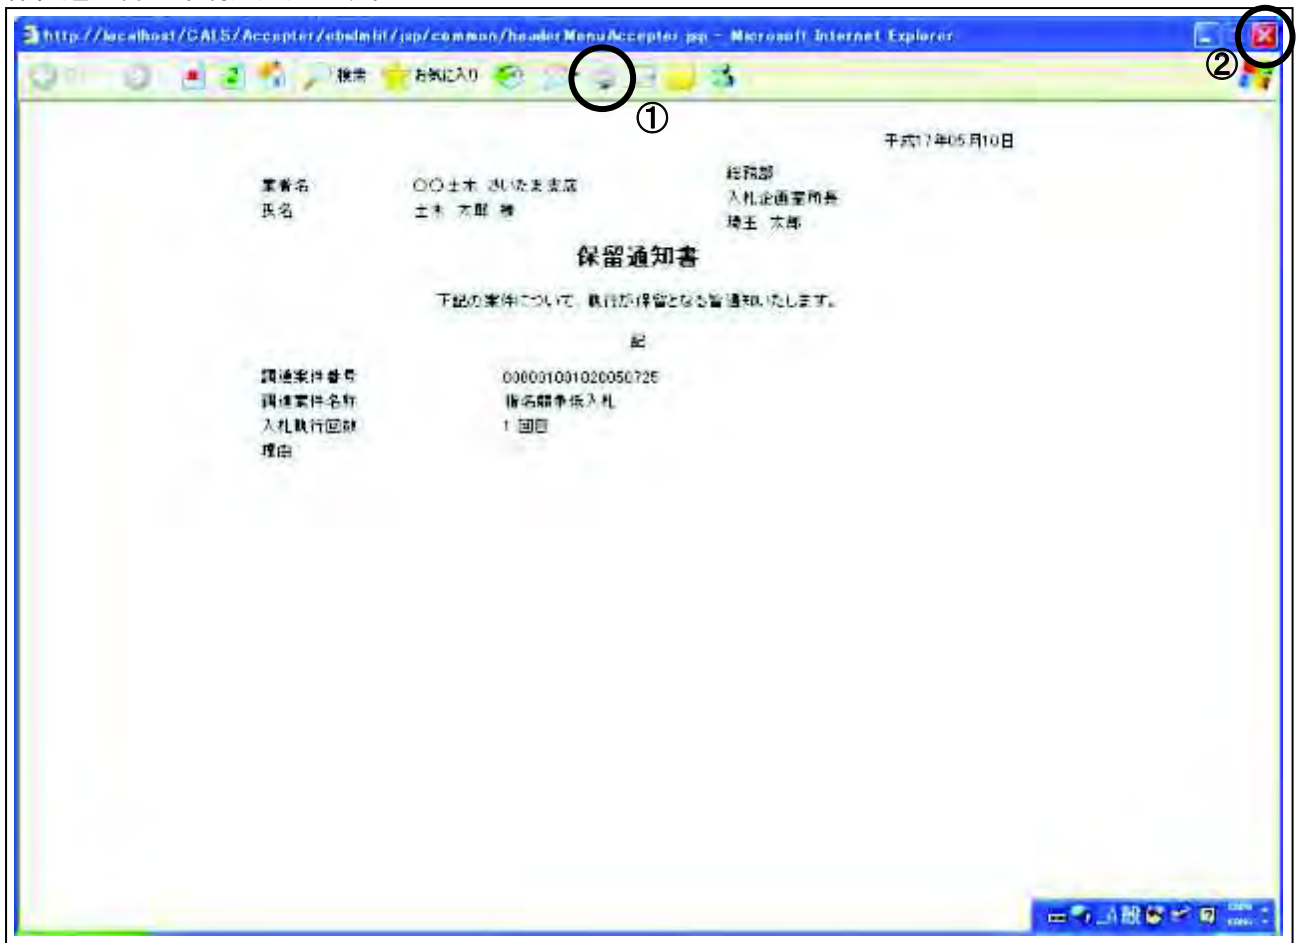 http://localhost/CALS/Accepter/ebidmlit/jsp/common/headerMenuAccepter.jsp - Microsoft Internet Explorer
②
検索 お気に入り
①
平成17年05月10日
総務部
業者名 〇〇土木 さいたま支店
入札企画室所長
氏名 土木 太郎 様
埼玉 太郎
保留通知書
下記の案件について、執行が保留となる旨通知いたします。
記
調達案件番号
調達案件名称 指名競争
入札執行回数 1 回目
理由
A 般